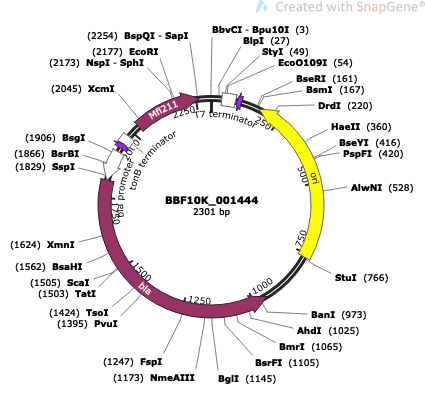 Created with SnapGene®
(2254) BspQI - SapI
(2177) EcoRI
(2173) NspI - SphI
(2045) XcmI
(1906) BsgI
(1866) BsrBI
(1829) SspI
(1624) XmnI
(1562) BsaHI
(1505) ScaI
(1503) TatI
(1424) TsoI
(1395) PvuI
(1247) FspI
(1173) NmeAIII
BbvCI - Bpu10I (3)
BlpI (27)
StyI (49)
EcoO109I (54)
BseRI (161)
BsmI (167)
DrdI (220)
HaeII (360)
BseYI (416)
PspFI (420)
AlwNI (528)
StuI (766)
BanI (973)
AhdI (1025)
BmrI (1065)
BsrFI (1105)
BglI (1145)
Mfl211
T7 terminator
tonB terminator
bla promoter
ori
bla
BBF10K_001444
2301 bp
250
500
750
1000
1250
1500
1750
2000
2250